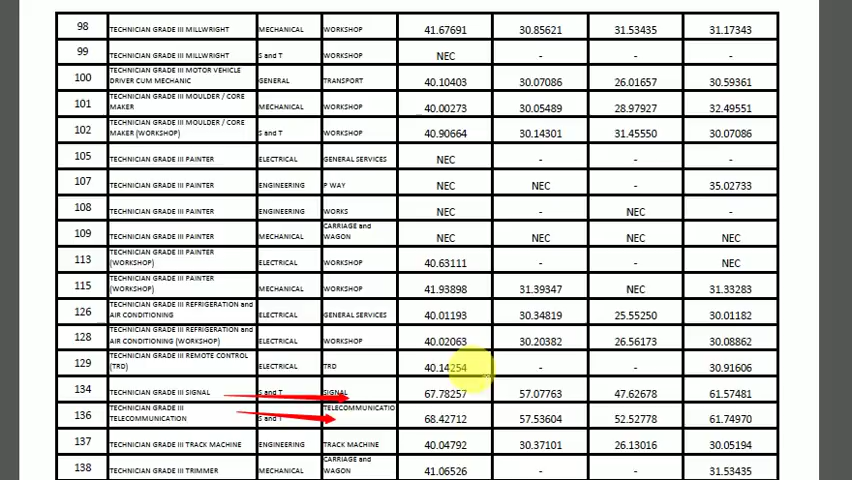 98 TECHNICIAN GRADE III MILLWRIGHT MECHANICAL WORKSHOP 41.67691 30.85621 31.53435 31.17343
99 TECHNICIAN GRADE III MILLWRIGHT S and T WORKSHOP NEC - - -
100 TECHNICIAN GRADE III MOTOR VEHICLE
DRIVER CUM MECHANIC GENERAL TRANSPORT 40.10403 30.07086 26.01657 30.59361
101 TECHNICIAN GRADE III MOULDER / CORE
MAKER MECHANICAL WORKSHOP 40.00273 30.05489 28.97927 32.49551
102 TECHNICIAN GRADE III MOULDER / CORE
MAKER (WORKSHOP) S and T WORKSHOP 40.90664 30.14301 31.45550 30.07086
105 TECHNICIAN GRADE III PAINTER ELECTRICAL GENERAL SERVICES NEC - - -
107 TECHNICIAN GRADE III PAINTER ENGINEERING P WAY NEC NEC - 35.02733
108 TECHNICIAN GRADE III PAINTER ENGINEERING WORKS NEC - NEC -
109 TECHNICIAN GRADE III PAINTER MECHANICAL CARRIAGE and
WAGON NEC NEC NEC NEC
113 TECHNICIAN GRADE III PAINTER
(WORKSHOP) ELECTRICAL WORKSHOP 40.63111 - - NEC
115 TECHNICIAN GRADE III PAINTER
(WORKSHOP) MECHANICAL WORKSHOP 41.93898 31.39347 NEC 31.33283
126 TECHNICIAN GRADE III REFRIGERATION and
AIR CONDITIONING ELECTRICAL GENERAL SERVICES 40.01193 30.34819 25.55250 30.01182
128 TECHNICIAN GRADE III REFRIGERATION and
AIR CONDITIONING (WORKSHOP) ELECTRICAL WORKSHOP 40.02063 30.20382 26.56173 30.08862
129 TECHNICIAN GRADE III REMOTE CONTROL
(TRD) ELECTRICAL TRD 40.14254 - - 30.91606
134 TECHNICIAN GRADE III SIGNAL S and T SIGNAL 67.78257 57.07763 47.62678 61.57481
136 TECHNICIAN GRADE III
TELECOMMUNICATION S and T TELECOMMUNICATIO 68.42712 57.53604 52.52778 61.74970
137 TECHNICIAN GRADE III TRACK MACHINE ENGINEERING TRACK MACHINE 40.04792 30.37101 26.13016 30.05194
138 TECHNICIAN GRADE III TRIMMER MECHANICAL CARRIAGE and
WAGON 41.06526 - - 31.53435